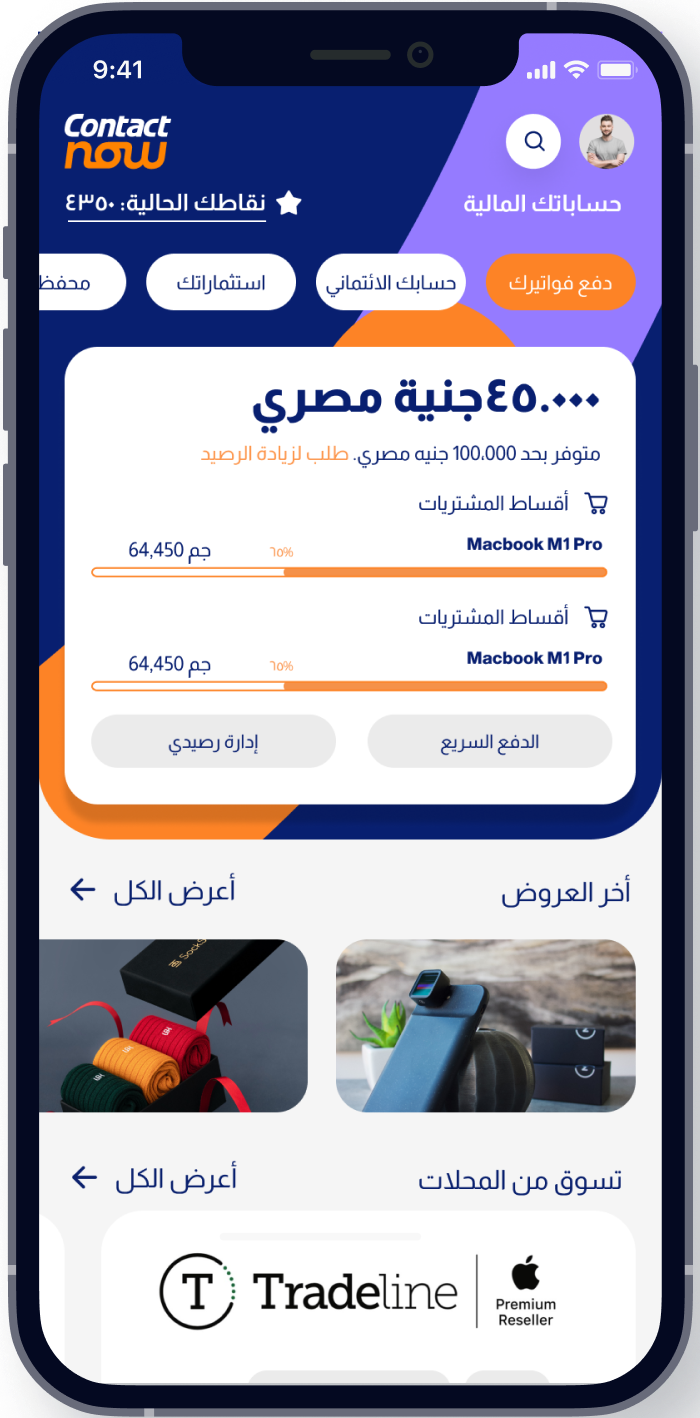 9:41
Contact
now
حساباتك المالية
نقاطك الحالية: ٤٣٥٠
دفع فواتيرك
حسابك الائتماني
استثماراتك
محفظ
٤٥.٠٠٠جنية مصري
متوفر بحد 100،000 جنيه مصري. طلب لزيادة الرصيد
أقساط المشتريات
Macbook M1 Pro
٦٥%
جم 64,450
أقساط المشتريات
Macbook M1 Pro
٦٥%
جم 64,450
الدفع السريع
إدارة رصيدي
أخر العروض
أعرض الكل
تسوق من المحلات
أعرض الكل
T Tradeline
Premium
Reseller